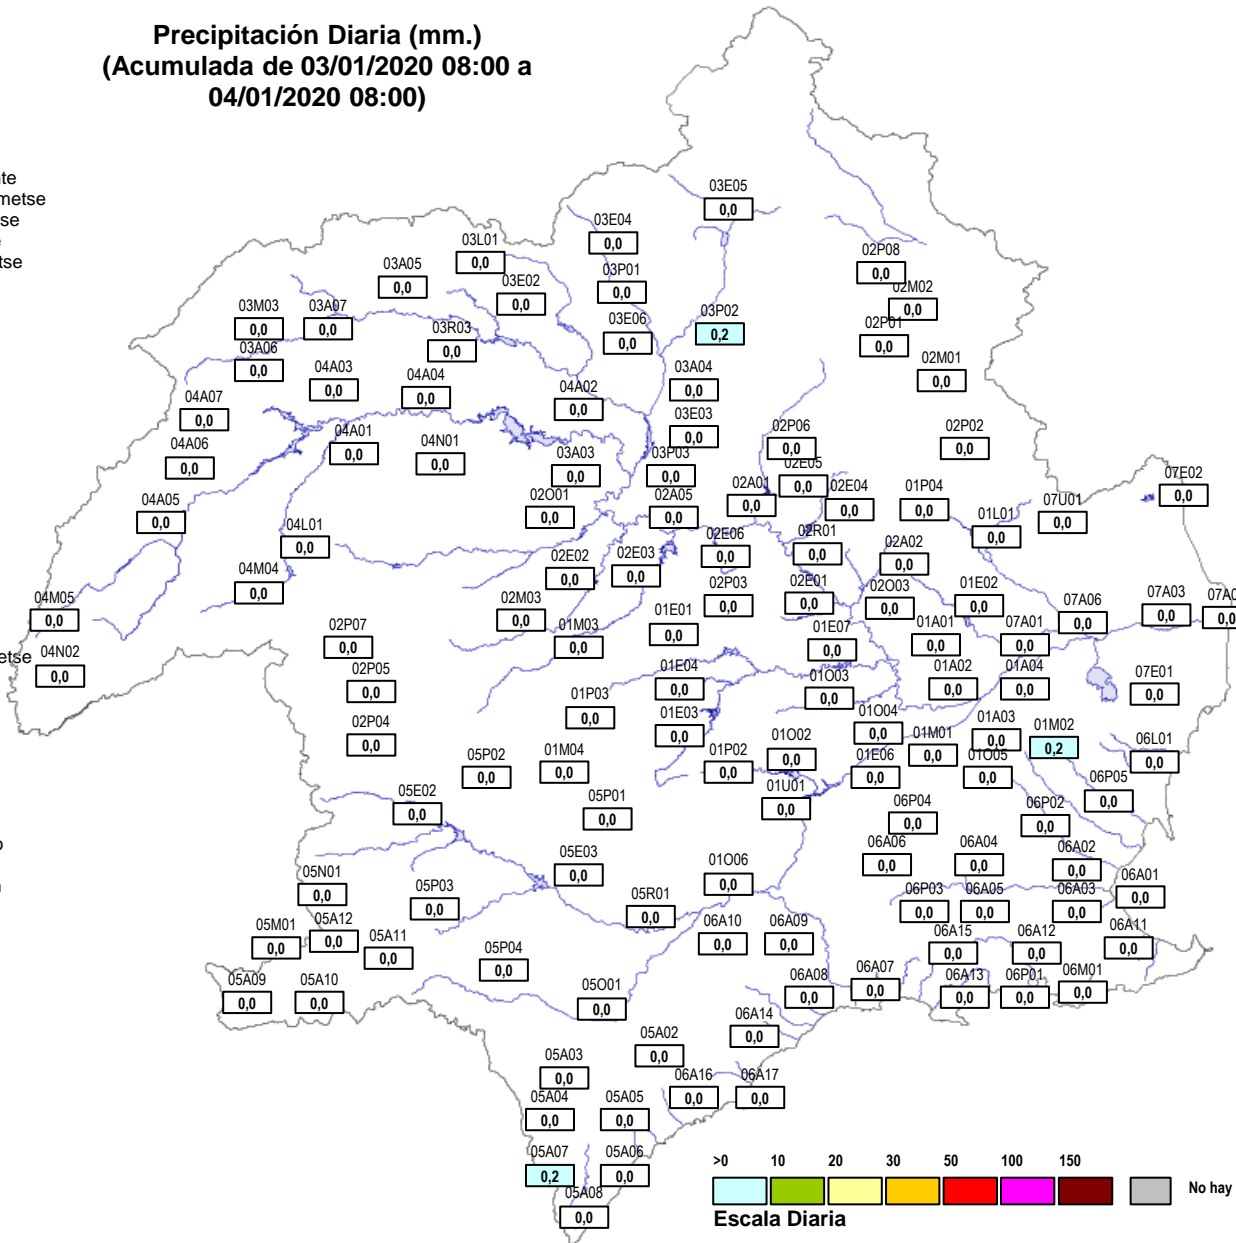 Precipitación Diaria (mm.)
(Acumulada de 03/01/2020 08:00 a
04/01/2020 08:00)
03E05
0,0
03E04
0,0
03L01
0,0
02P08
0,0
03A05
0,0
03P01
0,0
03E02
0,0
02M02
0,0
03M03
0,0
03A07
0,0
03P02
0,2
03E06
0,0
02P01
0,0
03R03
0,0
03A06
0,0
02M01
0,0
04A03
0,0
04A04
0,0
03A04
0,0
04A02
0,0
04A07
0,0
03E03
0,0
04A01
0,0
02P06
0,0
02P02
0,0
04A06
0,0
04N01
0,0
03A03
0,0
03P03
0,0
02E05
0,0
07E02
0,0
04A05
0,0
02O01
0,0
02A05
0,0
02A01
0,0
02E04
0,0
01P04
0,0
07U01
0,0
01L01
0,0
04L01
0,0
02E06
0,0
02R01
0,0
02A02
0,0
02E02
0,0
02E03
0,0
04M04
0,0
02P03
0,0
02E01
0,0
02O03
0,0
01E02
0,0
04M05
0,0
02M03
0,0
07A06
0,0
07A03
0,0
07A0
0,0
02P07
0,0
01M03
0,0
01E01
0,0
01E07
0,0
01A01
0,0
07A01
0,0
etse
04N02
0,0
02P05
0,0
01E04
0,0
01O03
0,0
01A02
0,0
01A04
0,0
07E01
0,0
01P03
0,0
02P04
0,0
01E03
0,0
01O04
0,0
01A03
0,0
01M02
0,2
05P02
0,0
01M04
0,0
01P02
0,0
01O02
0,0
01M01
0,0
01E06
0,0
01O05
0,0
06L01
0,0
05E02
0,0
05P01
0,0
01U01
0,0
06P04
0,0
06P02
0,0
06P05
0,0
05E03
0,0
01O06
0,0
06A06
0,0
06A04
0,0
06A02
0,0
05N01
0,0
05P03
0,0
05R01
0,0
06P03
0,0
06A05
0,0
06A03
0,0
06A01
0,0
05M01
0,0
05A12
0,0
05A11
0,0
06A10
0,0
06A09
0,0
06A15
0,0
06A12
0,0
06A11
0,0
05P04
0,0
05A09
0,0
05A10
0,0
05O01
0,0
06A08
0,0
06A07
0,0
06A13
0,0
06P01
0,0
06M01
0,0
05A02
0,0
06A14
0,0
05A03
0,0
06A16
0,0
06A17
0,0
05A04
0,0
05A05
0,0
05A07
0,2
05A06
0,0
05A08
0,0
>0 10 20 30 50 100 150
No hay
Escala Diaria